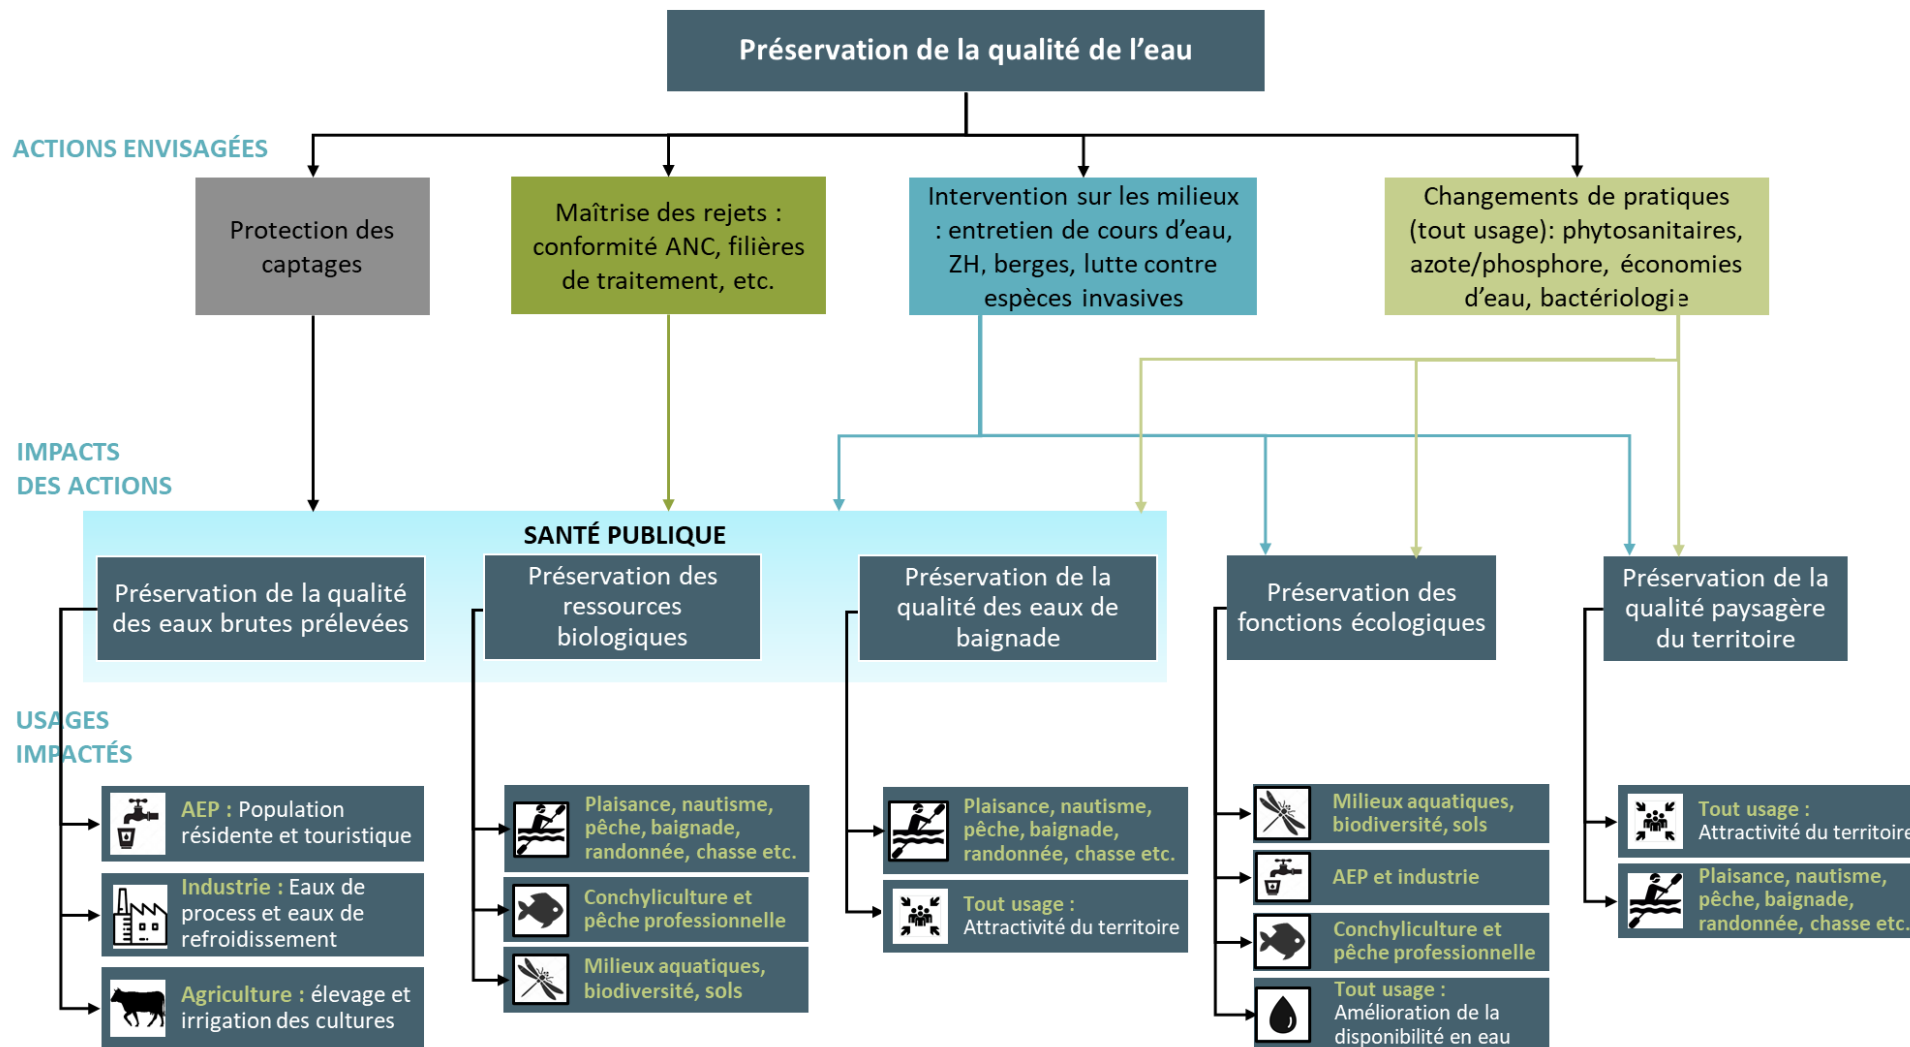 Préservation de la qualité de l’eau
ACTIONS ENVISAGÉES
Protection des
captages
Maîtrise des rejets :
conformité ANC, filières
de traitement, etc.
Intervention sur les milieux
: entretien de cours d’eau,
ZH, berges, lutte contre
espèces invasives
Changements de pratiques
(tout usage): phytosanitaires,
azote/phosphore, économies
d’eau, bactériologie
IMPACTS
DES ACTIONS
SANTÉ PUBLIQUE
Préservation de la qualité
des eaux brutes prélevées
Préservation des
ressources
biologiques
Préservation de la
qualité des eaux de
baignade
Préservation des
fonctions écologiques
Préservation de la
qualité paysagère
du territoire
USAGES
IMPACTÉS
AEP : Population
résidente et touristique
Industrie : Eaux de
process et eaux de
refroidissement
Agriculture : élevage et
irrigation des cultures
Plaisance, nautisme,
pêche, baignade,
randonnée, chasse etc.
Conchyliculture et
pêche professionnelle
Milieux aquatiques,
biodiversité, sols
Plaisance, nautisme,
pêche, baignade,
randonnée, chasse etc.
Tout usage :
Attractivité du territoire
Milieux aquatiques,
biodiversité, sols
AEP et industrie
Conchyliculture et
pêche professionnelle
Tout usage :
Amélioration de la
disponibilité en eau
Tout usage :
Attractivité du territoire
Plaisance, nautisme,
pêche, baignade,
randonnée, chasse etc.